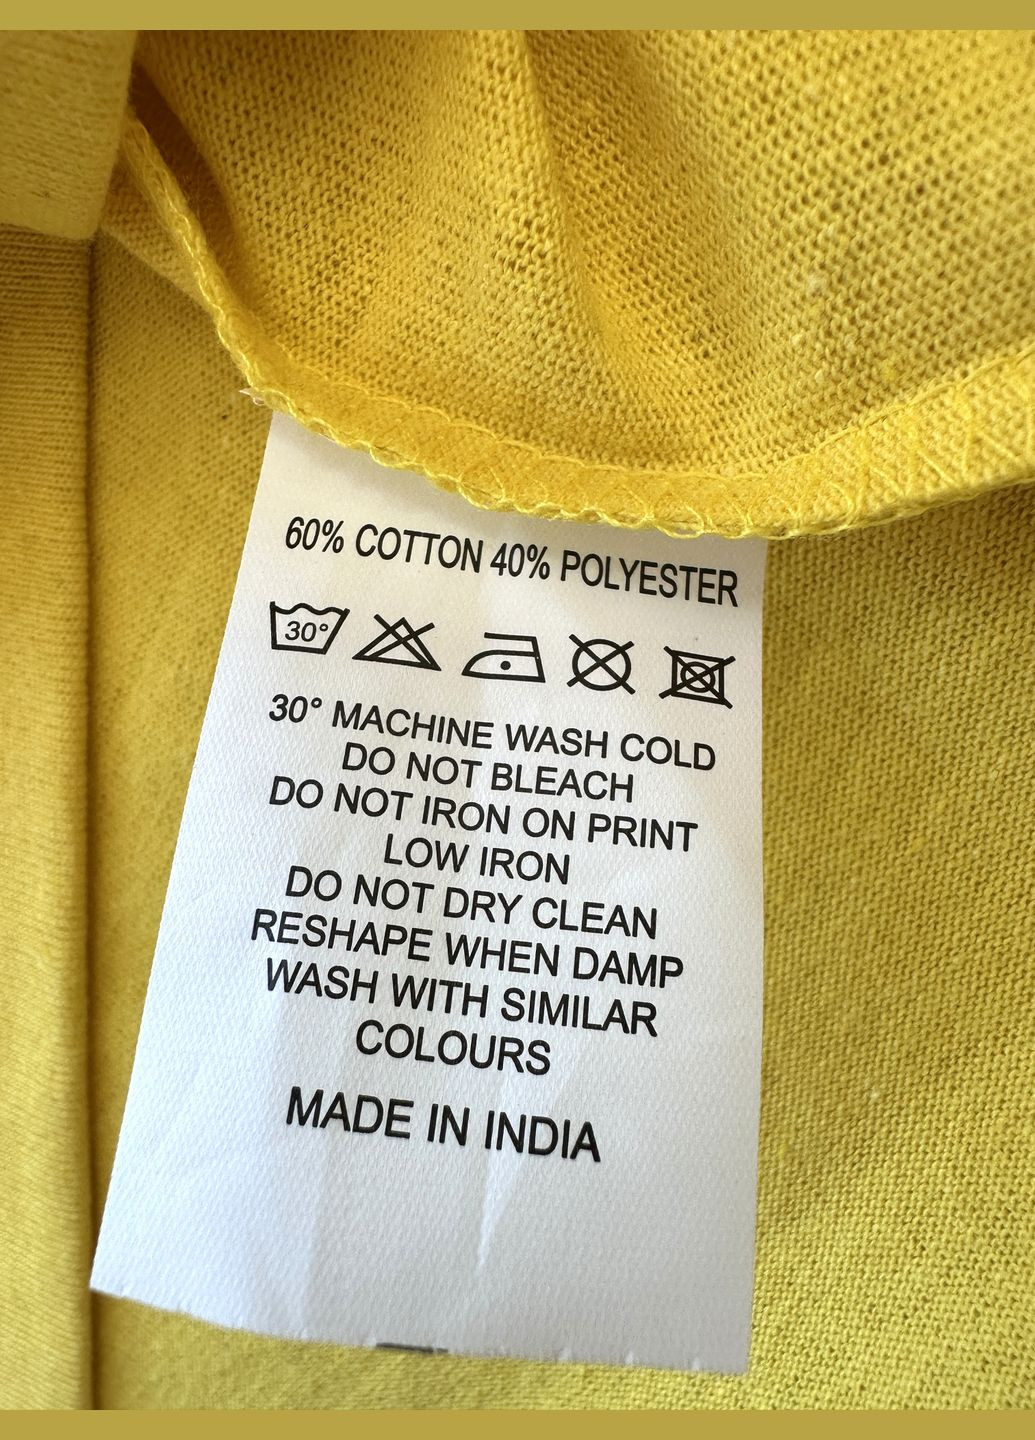 60% COTTON 40% POLYESTER
30°
30° MACHINE WASH COLD
DO NOT BLEACH
DO NOT IRON ON PRINT
LOW IRON
DO NOT DRY CLEAN
RESHAPE WHEN DAMP
WASH WITH SIMILAR
COLOURS
MADE IN INDIA